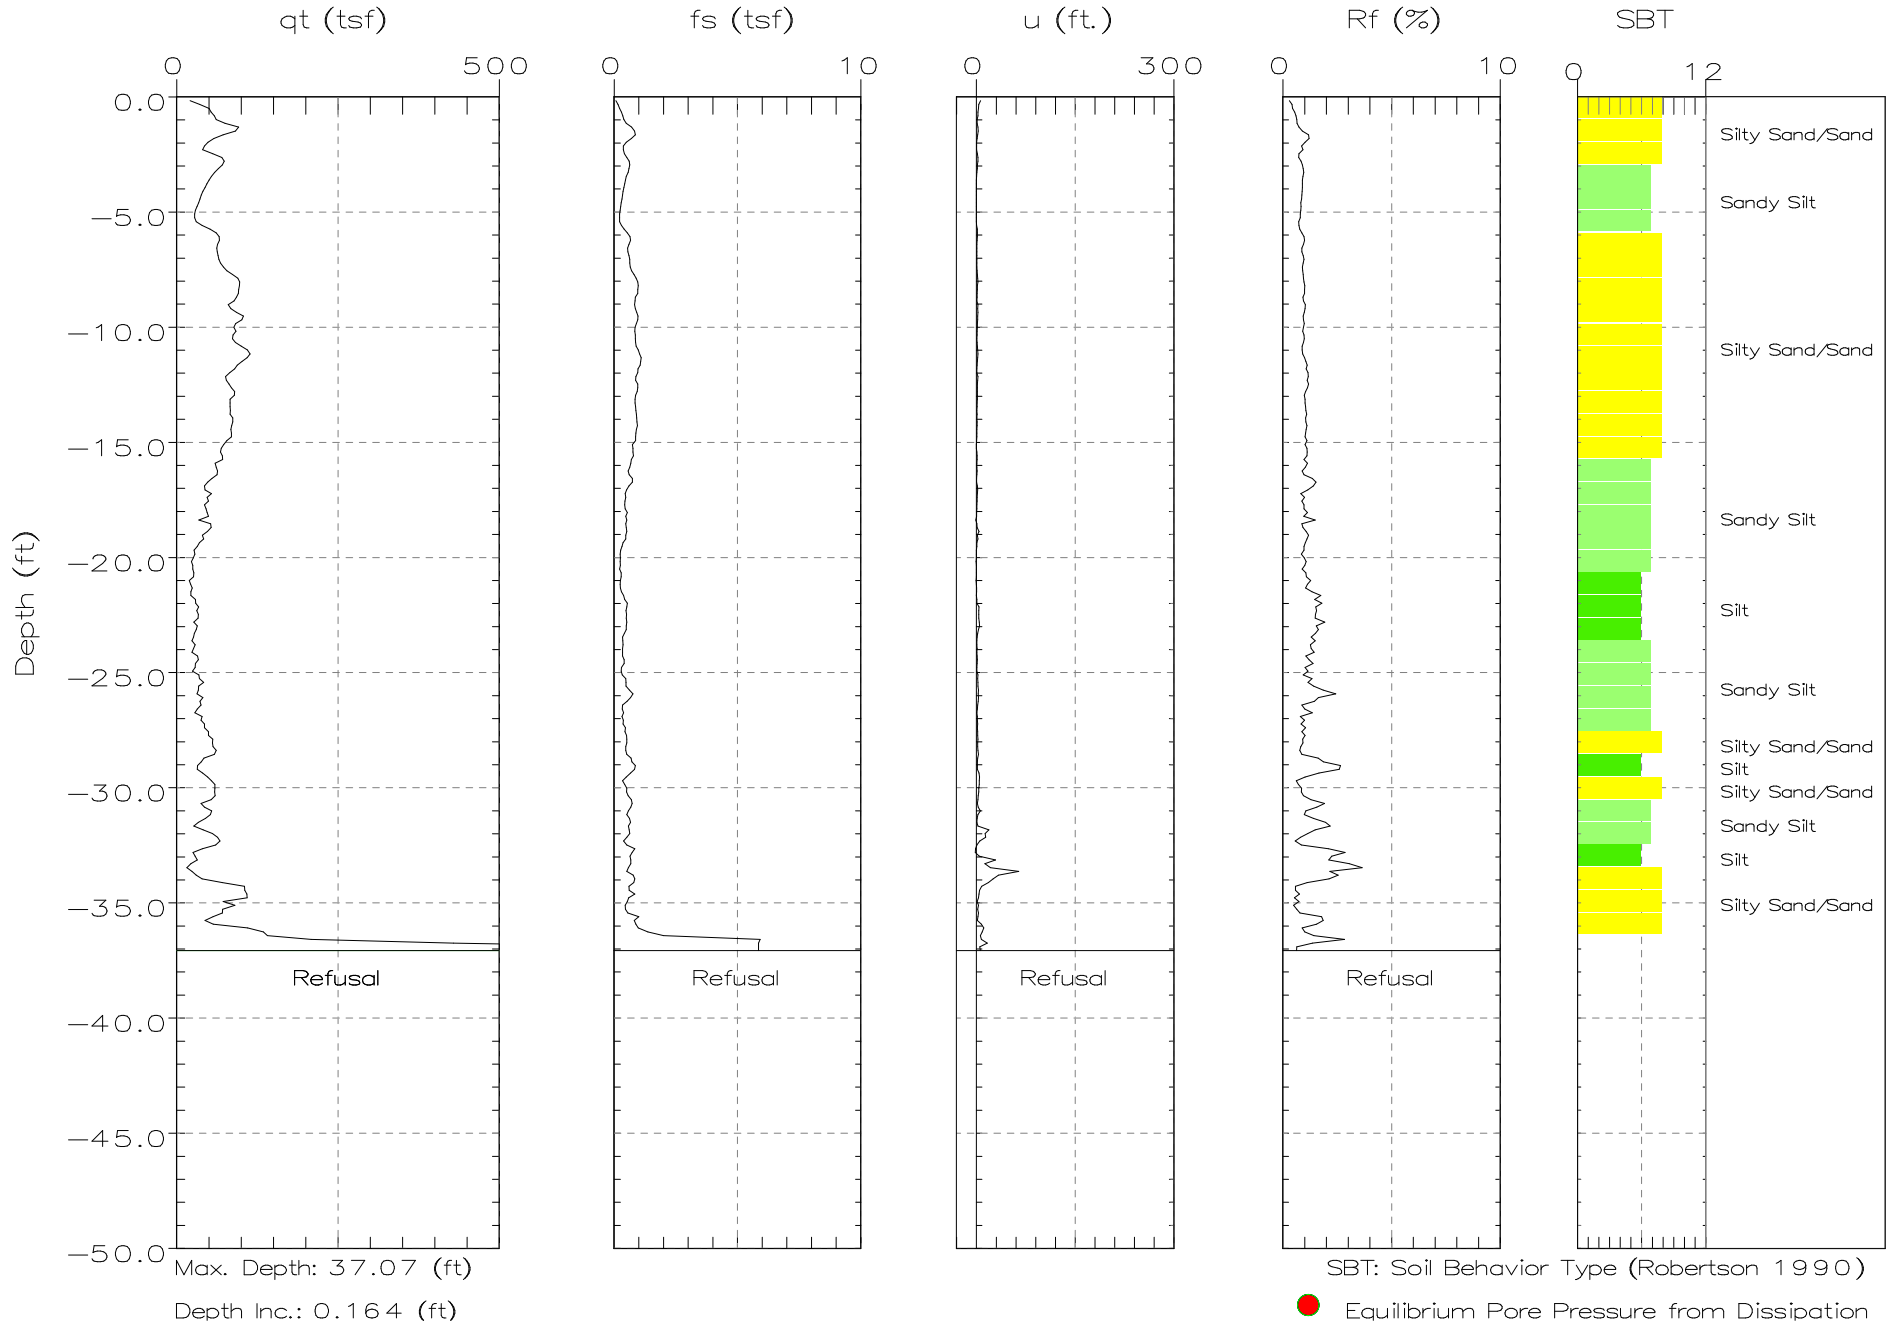 qt (tsf) fs (tsf) u (ft.) Rf (%) SBT
0 500 0 10 0 300 0 10 0 12
0.0
Silty Sand/Sand
Sandy Silt
-5.0
-10.0
Silty Sand/Sand
-15.0
Sandy Silt
-20.0
Silt
Depth (ft)
-25.0
Sandy Silt
Silty Sand/Sand
Silt
-30.0
Silty Sand/Sand
Sandy Silt
Silt
-35.0
Silty Sand/Sand
Refusal Refusal Refusal Refusal
-40.0
-45.0
-50.0
Max. Depth: 37.07 (ft)
SBT: Soil Behavior Type (Robertson 1990)
Depth Inc.: 0.164 (ft)
Equilibrium Pore Pressure from Dissipation